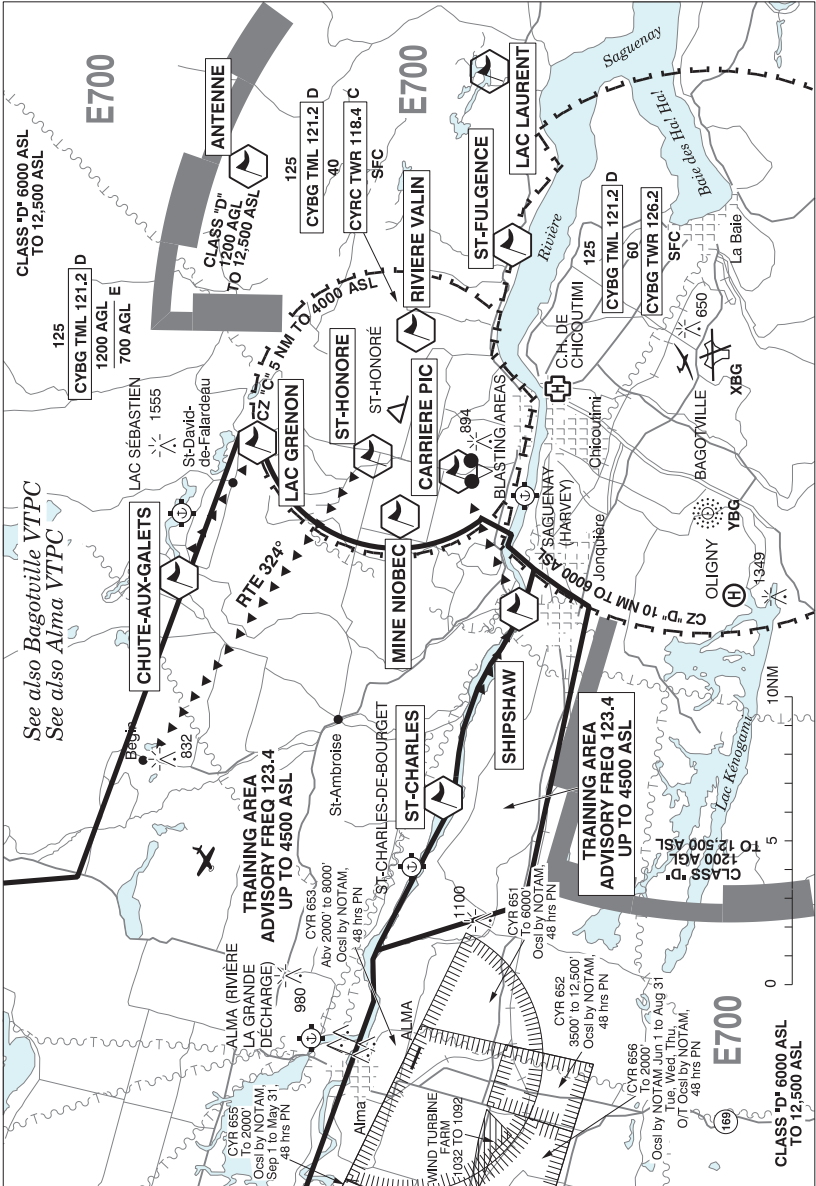 See also Bagotville VTPC
See also Alma VTPC
CLASS "D" 6000 ASL
TO 12,500 ASL
E700
ANTENNE
CLASS "D"
1200 AGL
TO 12,500 ASL
125
CYBG TML 121.2 D
1200 AGL E
700 AGL
125
CYBG TML 121.2 D
40
CYRC TWR 118.4 C
SFC
E700
LAC LAURENT
Saguenay
Baie des Ha! Ha!
LAC SÉBASTIEN
1555
St-David-
de-Falardeau
CZ "C" 5 NM TO 4000 ASL
LAC GRENON
RIVIERE VALIN
ST-FULGENCE
Rivière
CHUTE-AUX-GALETS
RTE 324°
ST-HONORE
ST-HONORÉ
CARRIERE PIC
894
BLASTING AREAS
MINE NIOBEC
C.H. DE
CHICOUTIMI
H
125
CYBG TML 121.2 D
60
CYBG TWR 126.2
SFC
La Baie
650
XBG
BAGOTVILLE
Chicoutimi
SAGUENAY
(HARVEY)
Jonquiere
CZ "D" 10 NM TO 6000 ASL
YBG
OLIGNY
H
1349
Bégin
832
St-Ambroise
SHIPSHAW
ST-CHARLES-DE-BOURGET
ST-CHARLES
TRAINING AREA
ADVISORY FREQ 123.4
UP TO 4500 ASL
TRAINING AREA
ADVISORY FREQ 123.4
UP TO 4500 ASL
Lac Kénogami
CLASS "D"
1200 AGL
TO 12,500 ASL
0
5
10NM
ALMA (RIVIÈRE
LA GRANDE
DÉCHARGE)
980
CYR 653
Abv 2000' to 8000'
Ocsl by NOTAM,
48 hrs PN
1100
CYR 651
To 6000'
Ocsl by NOTAM,
48 hrs PN
CYR 655
To 2000'
Ocsl by NOTAM,
Sep 1 to May 31,
48 hrs PN
Alma
ALMA
WIND TURBINE
FARM
1032 TO 1092
CYR 652
3500' to 12,500'
Ocsl by NOTAM,
48 hrs PN
CYR 656
To 2000'
Ocsl by NOTAM Jun 1 to Aug 31
Tue, Wed, Thu,
O/T Ocsl by NOTAM,
48 hrs PN
E700
169
CLASS "D" 6000 ASL
TO 12,500 ASL